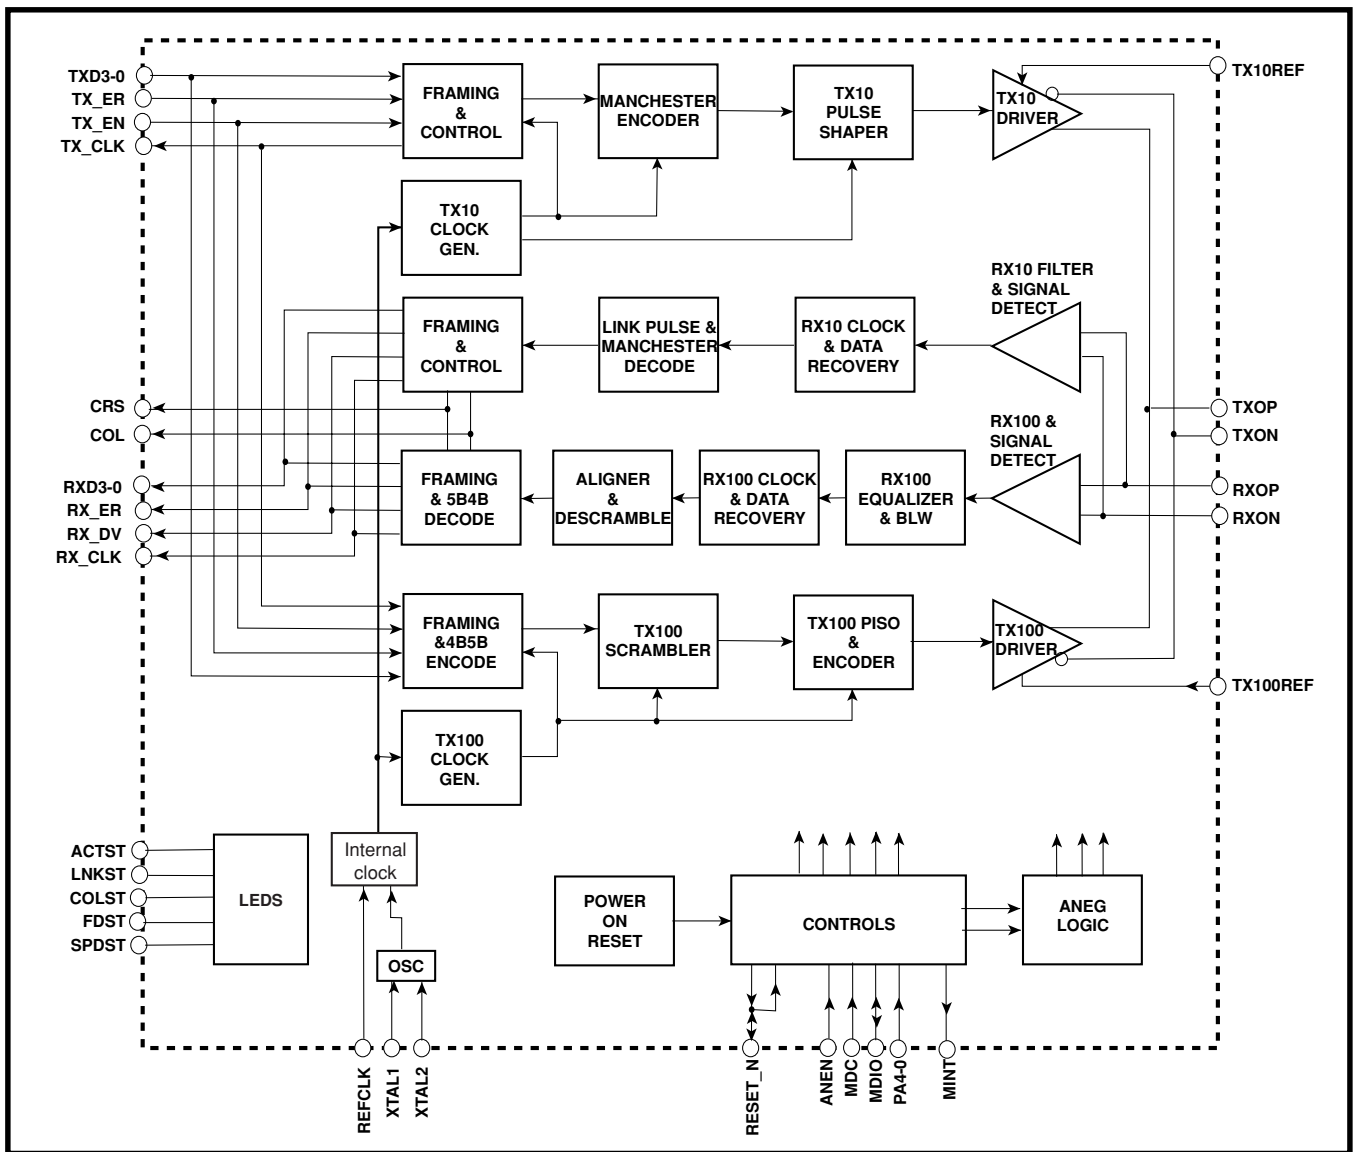 TXD3-0
TX_ER
TX_EN
TX_CLK
FRAMING
&
CONTROL
MANCHESTER
ENCODER
TX10
PULSE
SHAPER
TX10
DRIVER
TX10REF
TX10
CLOCK
GEN.
RX10 FILTER
& SIGNAL
DETECT
FRAMING
&
CONTROL
LINK PULSE &
MANCHESTER
DECODE
RX10 CLOCK
& DATA
RECOVERY
CRS
COL
RXD3-0
RX_ER
RX_DV
RX_CLK
FRAMING
& 5B4B
DECODE
ALIGNER
&
DESCRAMBLE
RX100 CLOCK
& DATA
RECOVERY
RX100
EQUALIZER
& BLW
RX100 &
SIGNAL
DETECT
TXOP
TXON
RXOP
RXON
FRAMING
&4B5B
ENCODE
TX100
SCRAMBLER
TX100 PISO
&
ENCODER
TX100
DRIVER
TX100REF
TX100
CLOCK
GEN.
ACTST
LNKST
COLST
FDST
SPDST
LEDS
Internal
clock
OSC
POWER
ON
RESET
CONTROLS
ANEG
LOGIC
REFCLK
XTAL1
XTAL2
RESET_N
ANEN
MDC
MDIO
PA4-0
MINT